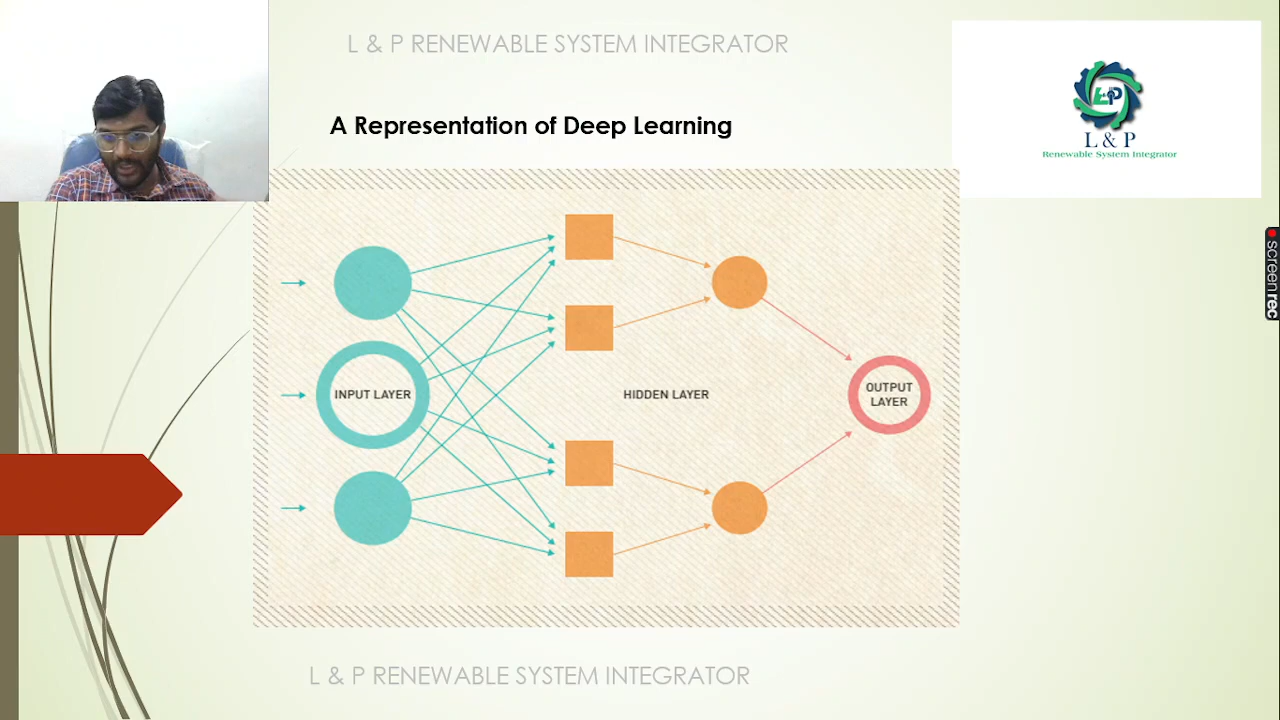 L & P RENEWABLE SYSTEM INTEGRATOR
A Representation of Deep Learning
L&P
L & P
Renewable System Integrator
INPUT LAYER
HIDDEN LAYER
OUTPUT
LAYER
screenrec
L & P RENEWABLE SYSTEM INTEGRATOR